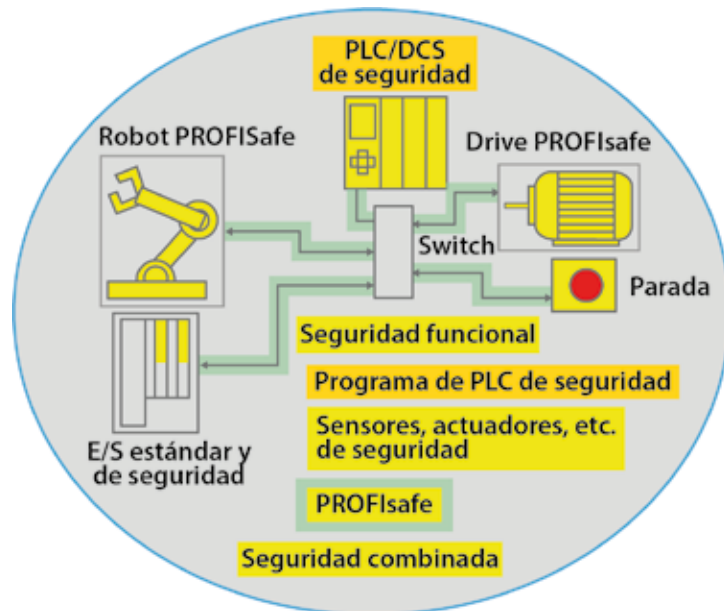 PLC/DCS
de seguridad
Robot PROFISafe
Drive PROFIsafe
Switch
Parada
E/S estándar y
de seguridad
Seguridad funcional
Programa de PLC de seguridad
Sensores, actuadores, etc.
de seguridad
PROFIsafe
Seguridad combinada